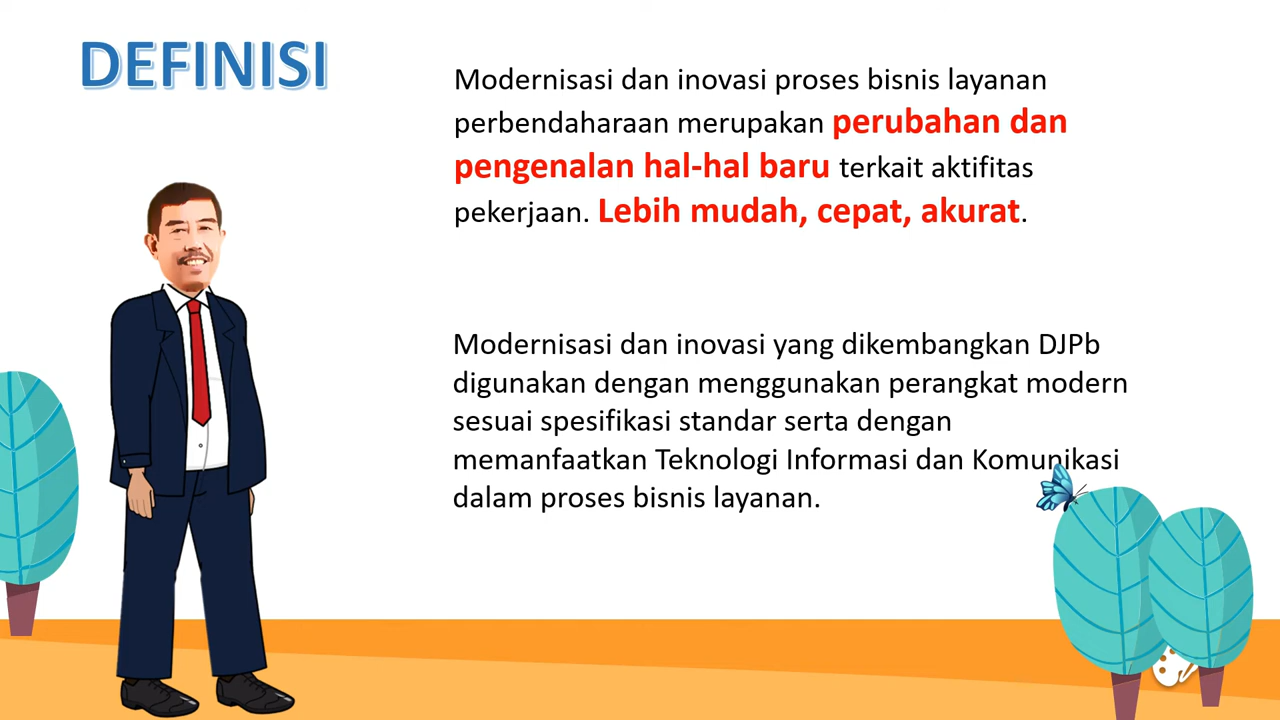 DEFINISI
Modernisasi dan inovasi proses bisnis layanan
perbendaharaan merupakan perubahan dan
pengenalan hal-hal baru terkait aktifitas
pekerjaan. Lebih mudah, cepat, akurat.
Modernisasi dan inovasi yang dikembangkan DJPb
digunakan dengan menggunakan perangkat modern
sesuai spesifikasi standar serta dengan
memanfaatkan Teknologi Informasi dan Komunikasi
dalam proses bisnis layanan.